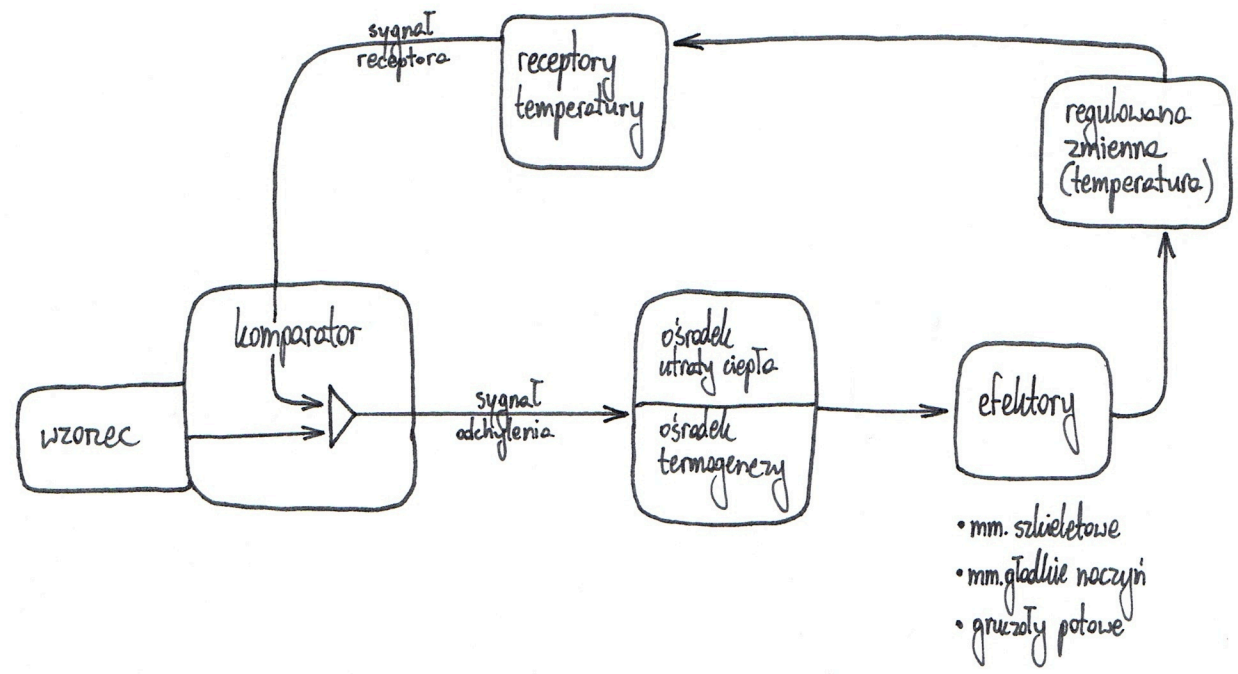 sygnał
receptora
receptory
temperatury
regulowana
zmienna
(temperatura)
komparator
wzorzec
sygnał
odchylenia
ośrodek
utraty ciepła
ośrodek
termogenezy
efektory
• mm. szkieletowe
• mm. gładkie naczyń
• gruczoły potowe